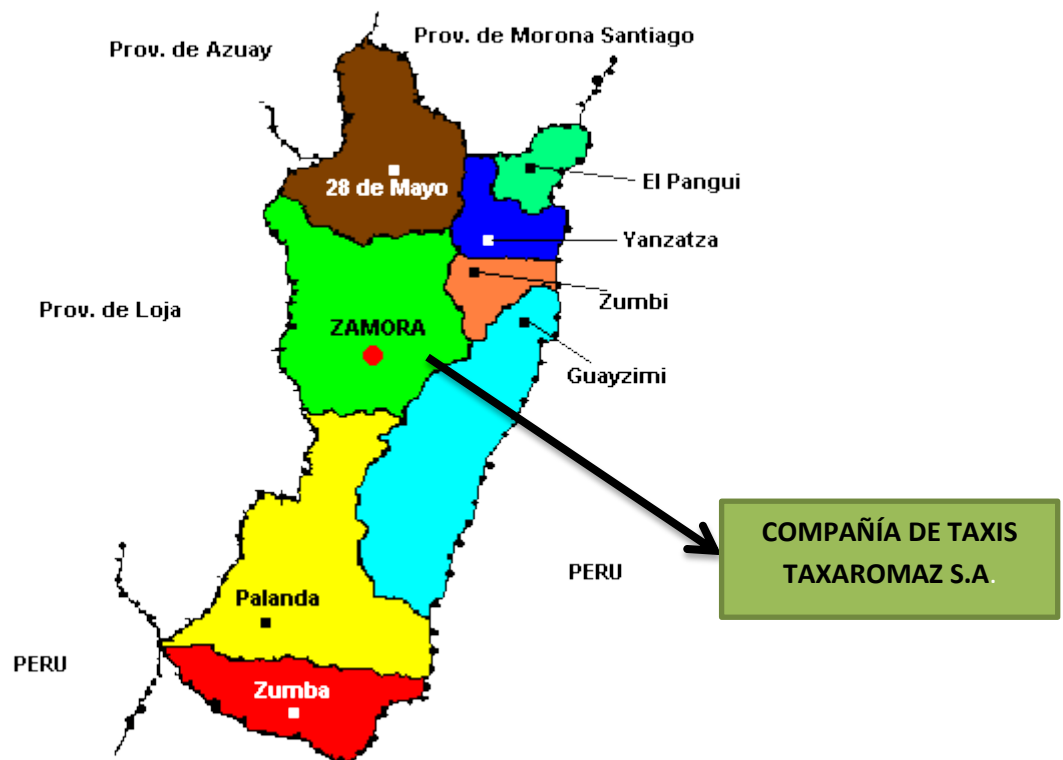 Prov. de Azuay
Prov. de Morona Santiago
28 de Mayo
El Pangui
Yanzatza
Zumbi
Prov. de Loja
ZAMORA
Guayzimi
COMPAÑÍA DE TAXIS
TAXAROMAZ S.A.
PERU
Palanda
PERU
Zumba